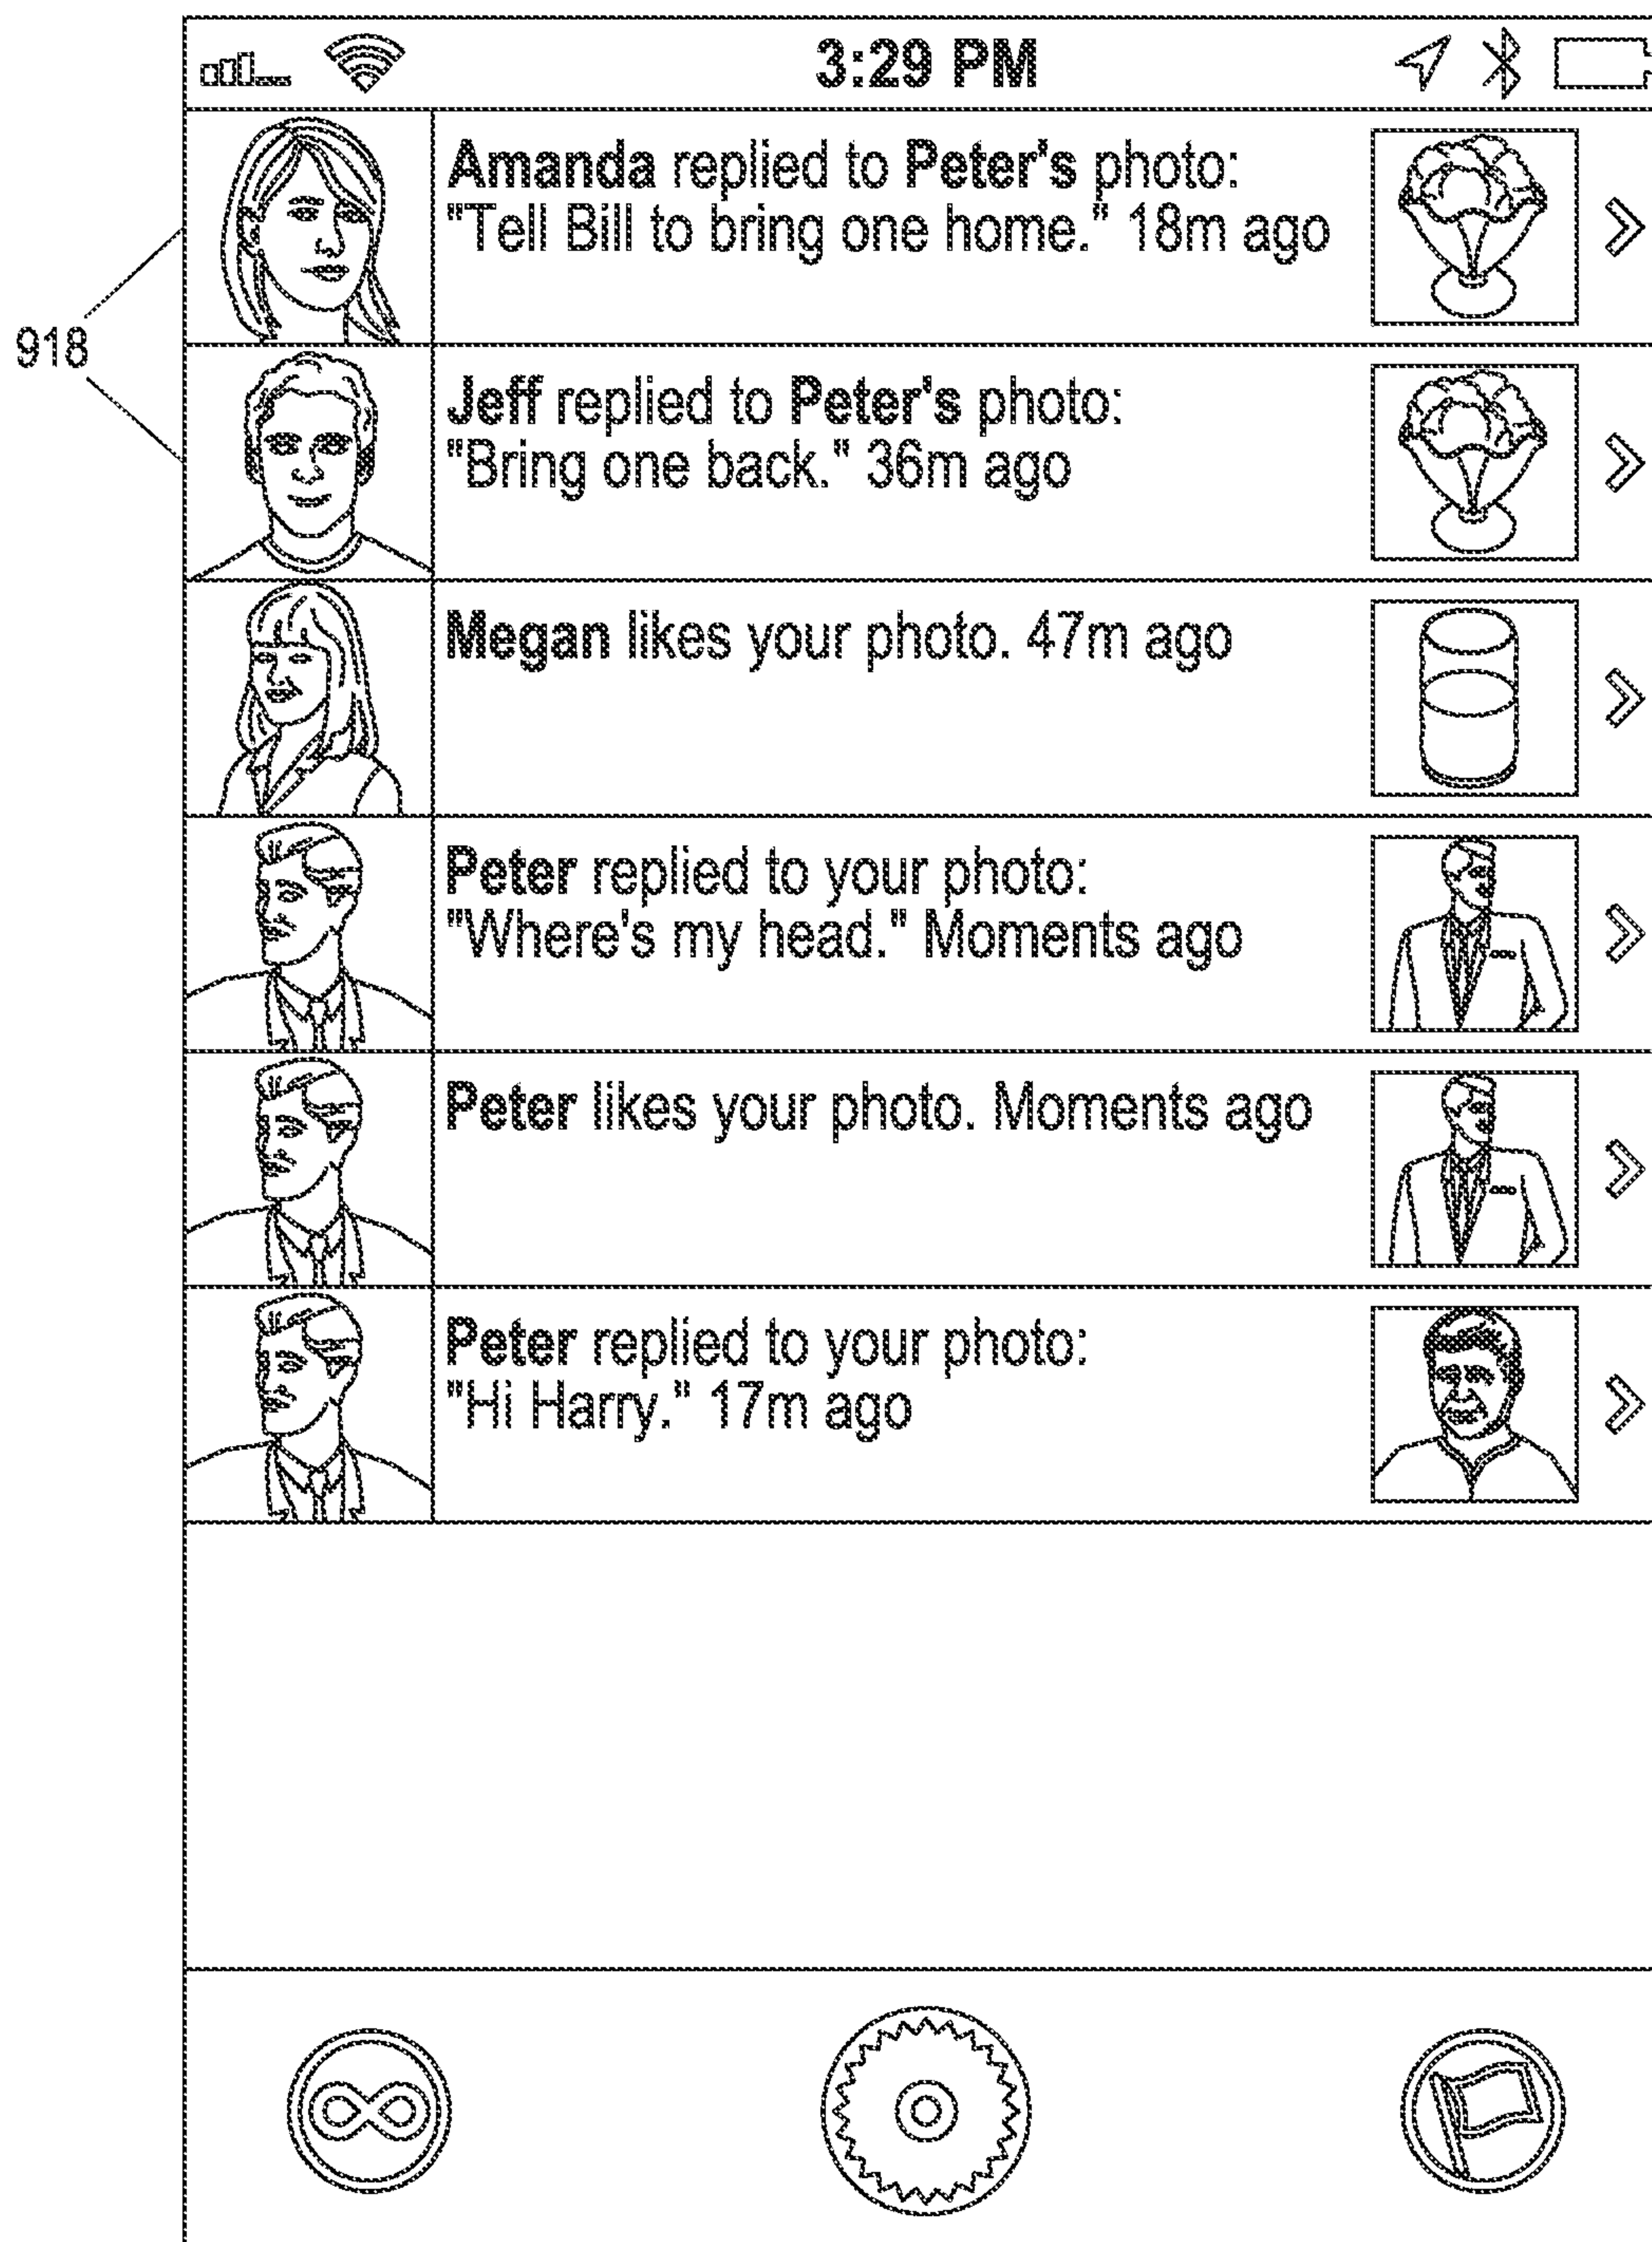 3:29 PM
Amanda replied to Peter's photo:
"Tell Bill to bring one home." 18m ago
918
Jeff replied to Peter's photo:
"Bring one back." 36m ago
Megan likes your photo. 47m ago
Peter replied to your photo:
"Where's my head." Moments ago
Peter likes your photo. Moments ago
Peter replied to your photo:
"Hi Harry." 17m ago